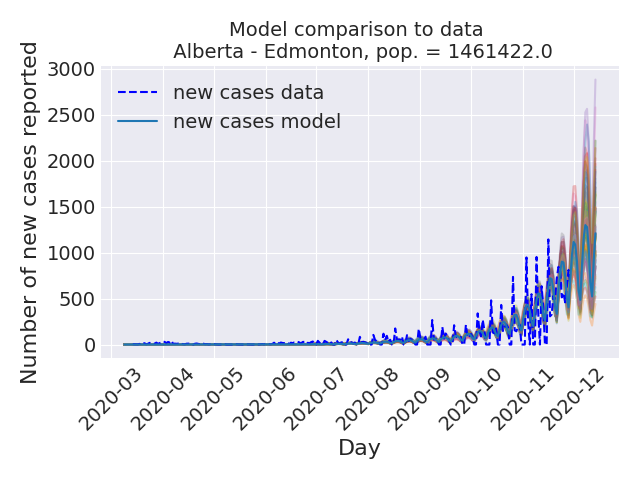 Model comparison to data
Alberta - Edmonton, pop. = 1461422.0
Number of new cases reported
3000
2500
2000
1500
1000
500
0
new cases data
new cases model
2020-03
2020-04
2020-05
2020-06
2020-07
2020-08
2020-09
2020-10
2020-11
2020-12
Day